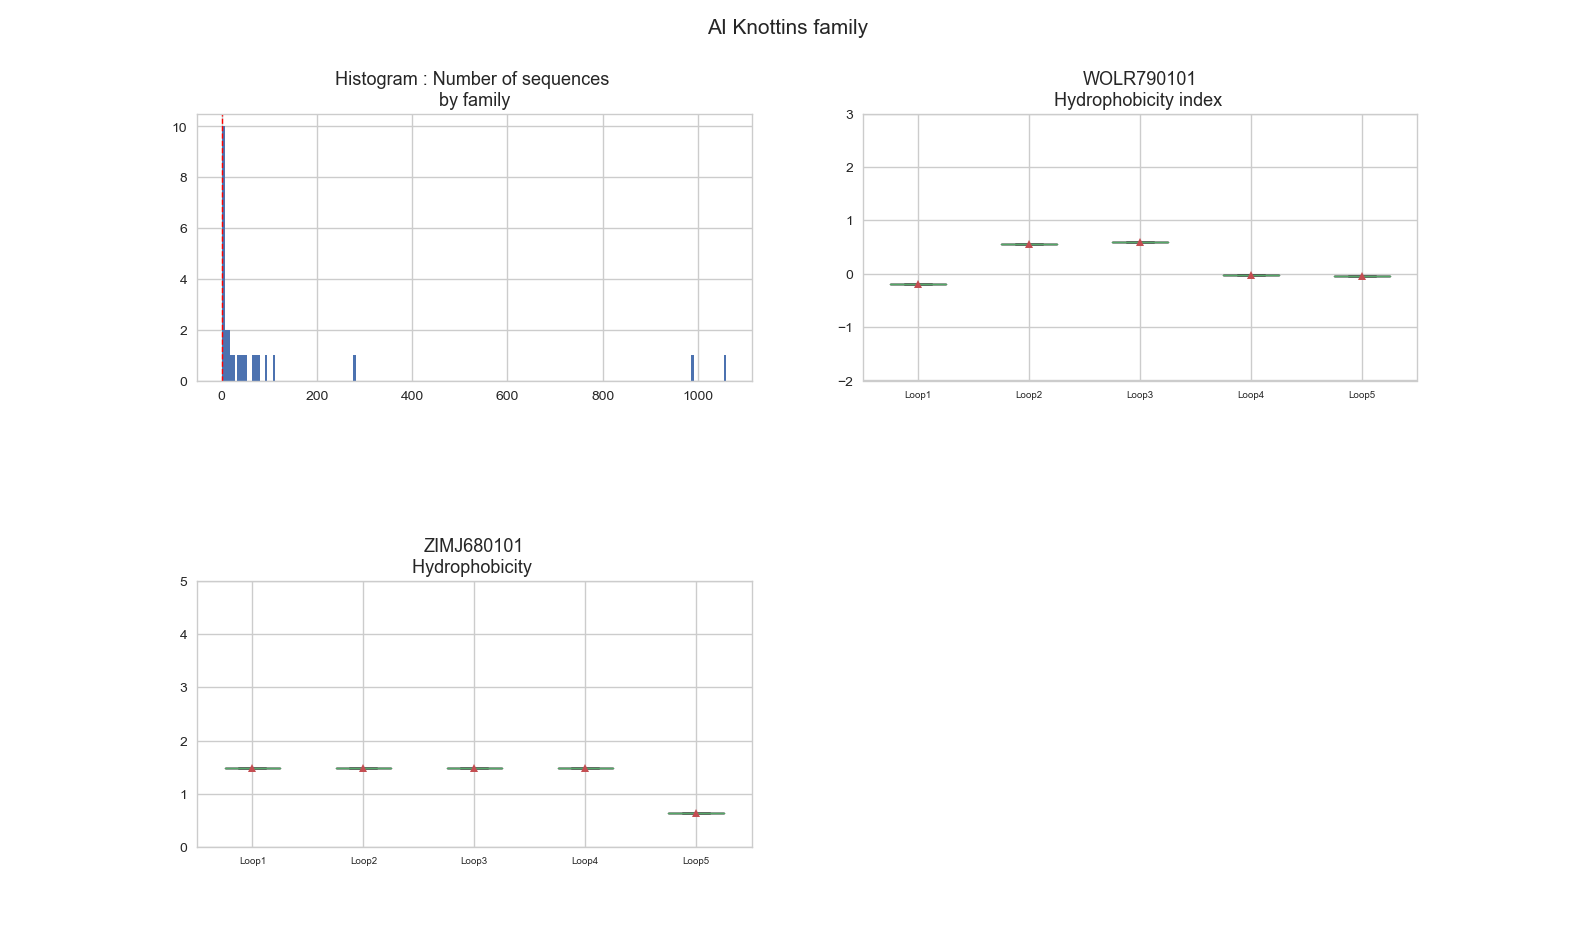 AI Knottins family
Histogram : Number of sequences
by family
10
8
6
4
2
0
0 200 400 600 800 1000
WOLR790101
Hydrophobicity index
3
2
1
0
−1
−2
Loop1 Loop2 Loop3 Loop4 Loop5
ZIMJ680101
Hydrophobicity
5
4
3
2
1
0
Loop1 Loop2 Loop3 Loop4 Loop5